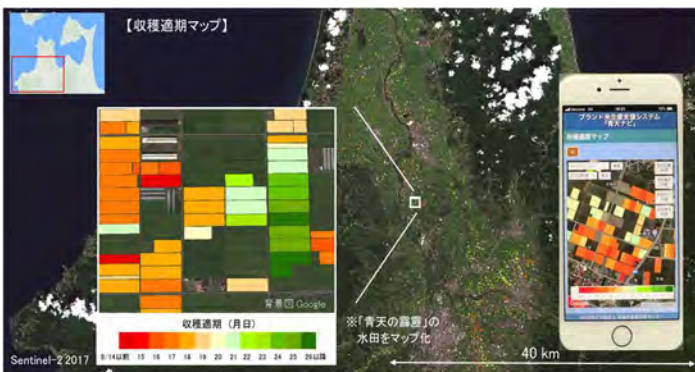 【収穫適期マップ】
ブランド米生産支援システム
「青天ナビ」
収穫適期マップ
背景図 Google
収穫適期(月日)
9/14以前 15 16 17 18 19 20 21 22 23 24 25 26以降
※「青天の霹靂」の
水田をマップ化
40 km
Sentinel-2 2017